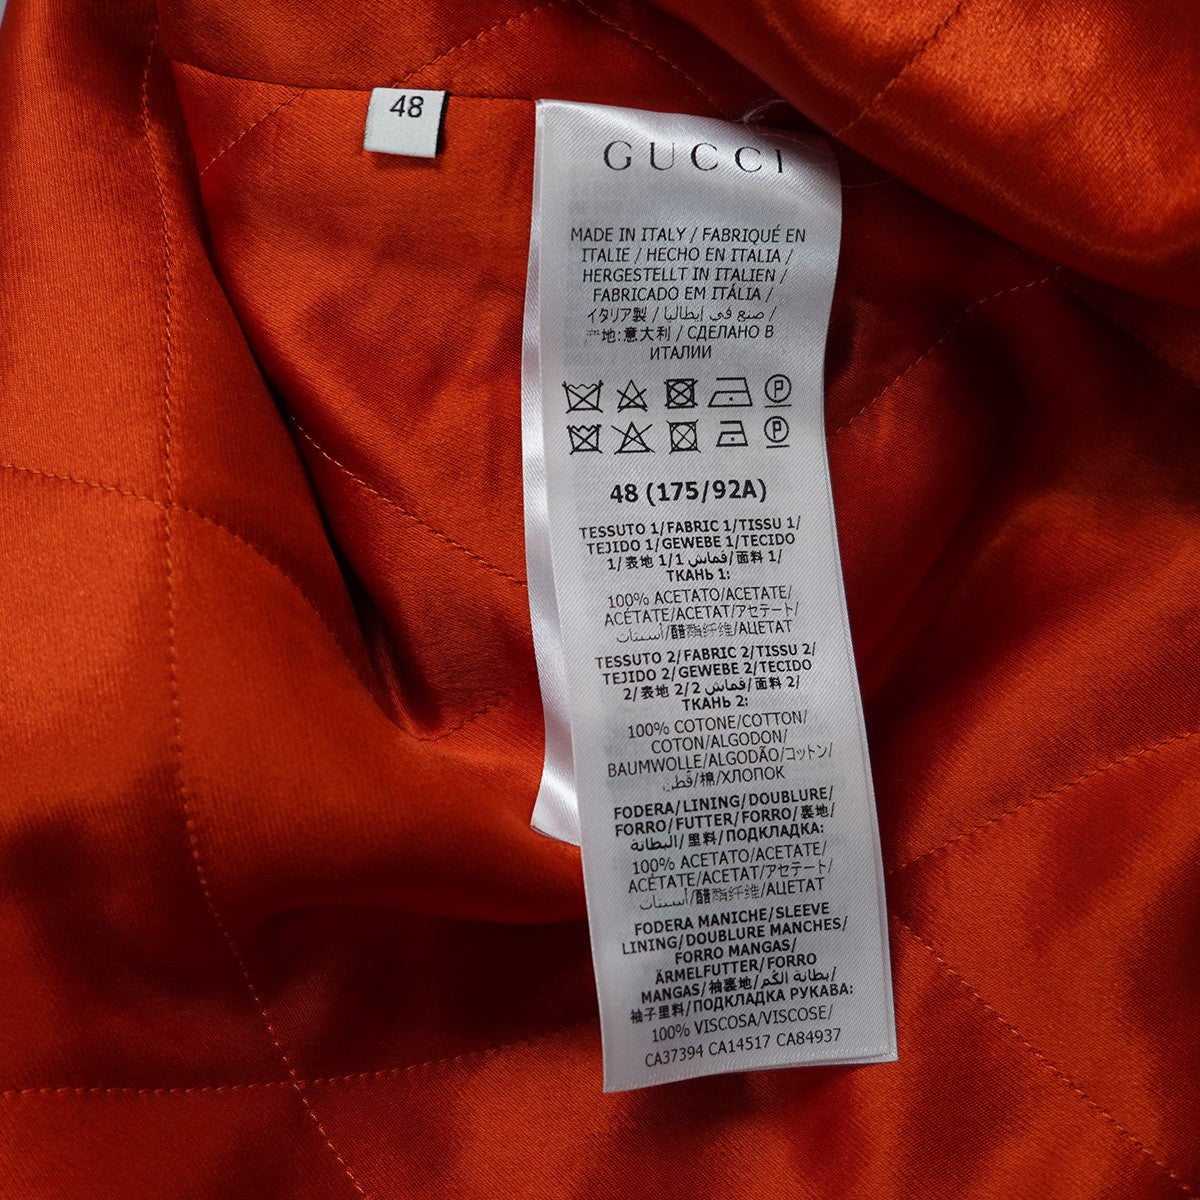 48
GUCCI
MADE IN ITALY / FABRIQUÉ EN
ITALIE / HECHO EN ITALIA /
HERGESTELLT IN ITALIEN /
FABRICADO EM ITÁLIA /
イタリア製 / صنع في إيطاليا /
地:意大利 / СДЕЛАНО В
ИТАЛИИ
48 (175/92A)
TESSUTO 1/FABRIC 1/TISSU 1/
TEJIDO 1/GEWEBE 1/TECIDO
1/表地 1/قماش 1/面料 1/
ТКАНЬ 1:
100% ACETATO/ACETATE/
ACÉTATE/ACETAT/アセテート/
أسيتات/醋酯纤维/АЦЕТАТ
TESSUTO 2/FABRIC 2/TISSU 2/
TEJIDO 2/GEWEBE 2/TECIDO
2/表地 2/قماش 2/面料 2/
ТКАНЬ 2:
100% COTONE/COTTON/
COTON/ALGODON/
BAUMWOLLE/ALGODÃO/コットン/
قطن/棉/ХЛОПОК
FODERA/LINING/DOUBLURE/
FORRO/FUTTER/FORRO/裏地/
البطانة/里料/ПОДКЛАДКА:
100% ACETATO/ACETATE/
ACÉTATE/ACETAT/アセテート/
أسيتات/醋酯纤维/АЦЕТАТ
FODERA MANICHE/SLEEVE
LINING/DOUBLURE MANCHES/
FORRO MANGAS/
ÄRMELFUTTER/FORRO
MANGAS/袖裏地/بطانة الكم/
袖子里料/ПОДКЛАДКА РУКАВА:
100% VISCOSA/VISCOSE/
CA37394 CA14517 CA84937